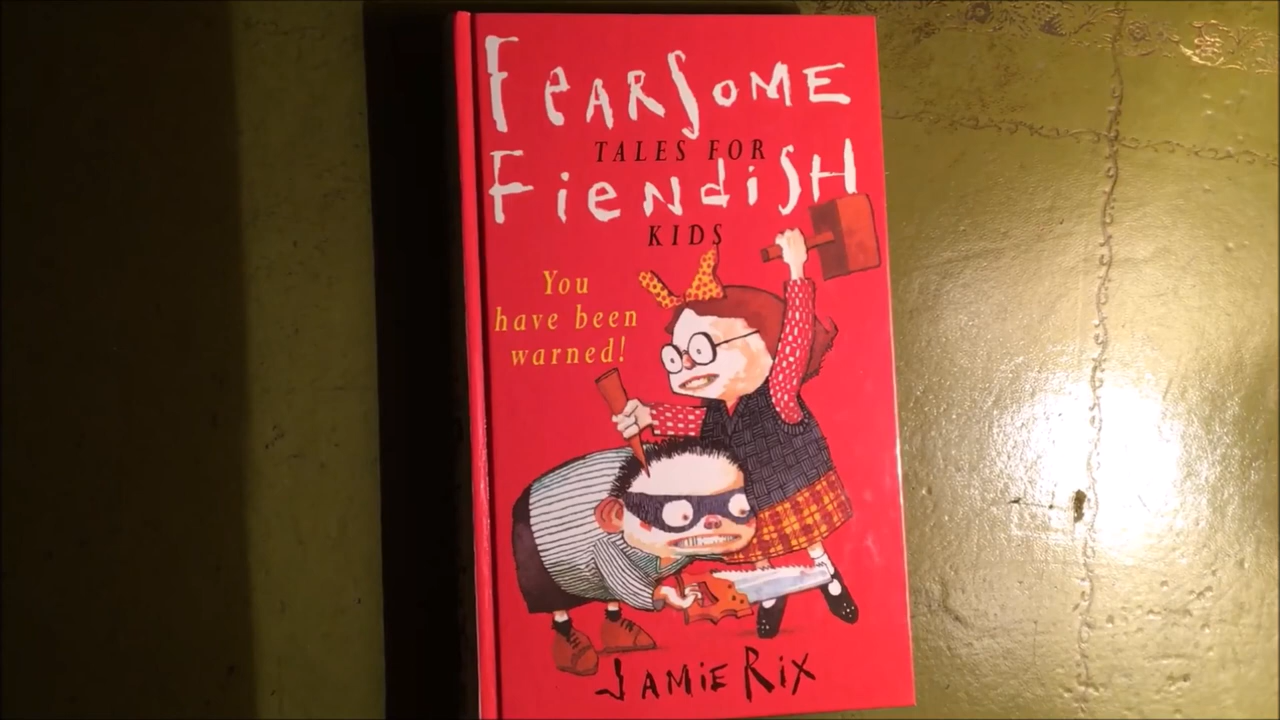 FEARSOME
TALES FOR
FIENDISH
KIDS
You
have been
warned!
JAMIE RIX